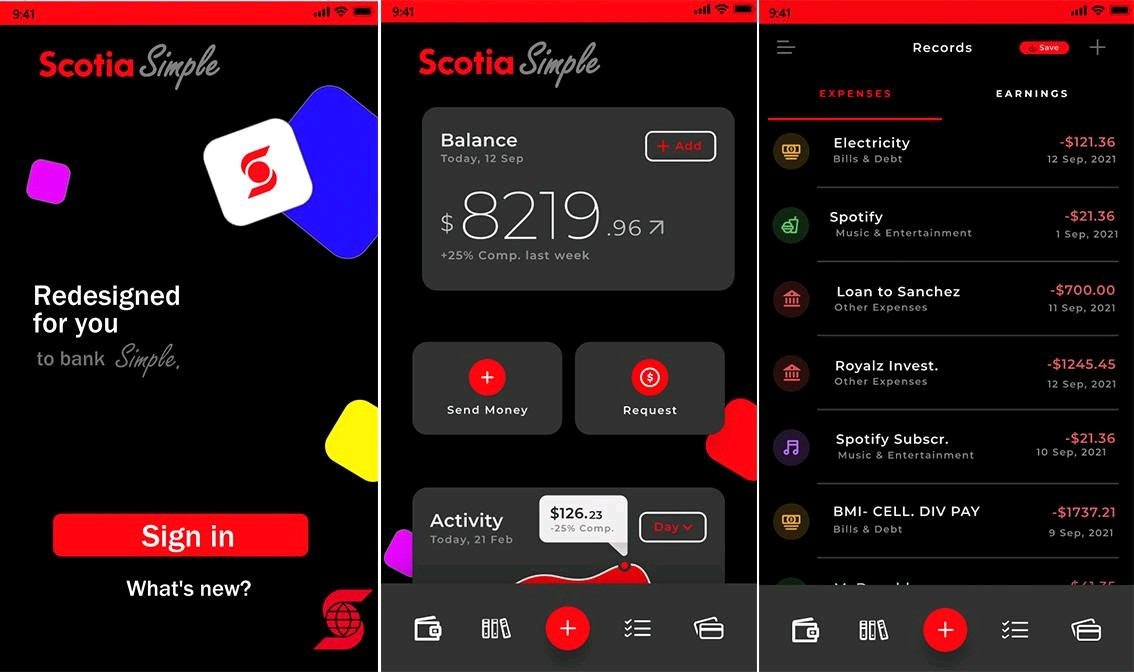 9:41
Scotia Simple
Redesigned
for you
to bank Simple.
Sign in
What's new?
9:41
Scotia Simple
Balance
Today, 12 Sep
+ Add
$ 8219.96
+25% Comp. last week
Send Money
Request
Activity
Today, 21 Feb
$126.23
-25% Comp.
Day
9:41
Records
Save
EXPENSES
EARNINGS
Electricity
-$121.36
Bills & Debt
12 Sep, 2021
Spotify
-$21.36
Music & Entertainment
1 Sep, 2021
Loan to Sanchez
-$700.00
Other Expenses
11 Sep, 2021
Royalz Invest.
-$1245.45
Other Expenses
12 Sep, 2021
Spotify Subscr.
-$21.36
Music & Entertainment
10 Sep, 2021
BMI- CELL. DIV PAY
-$1737.21
Bills & Debt
9 Sep, 2021